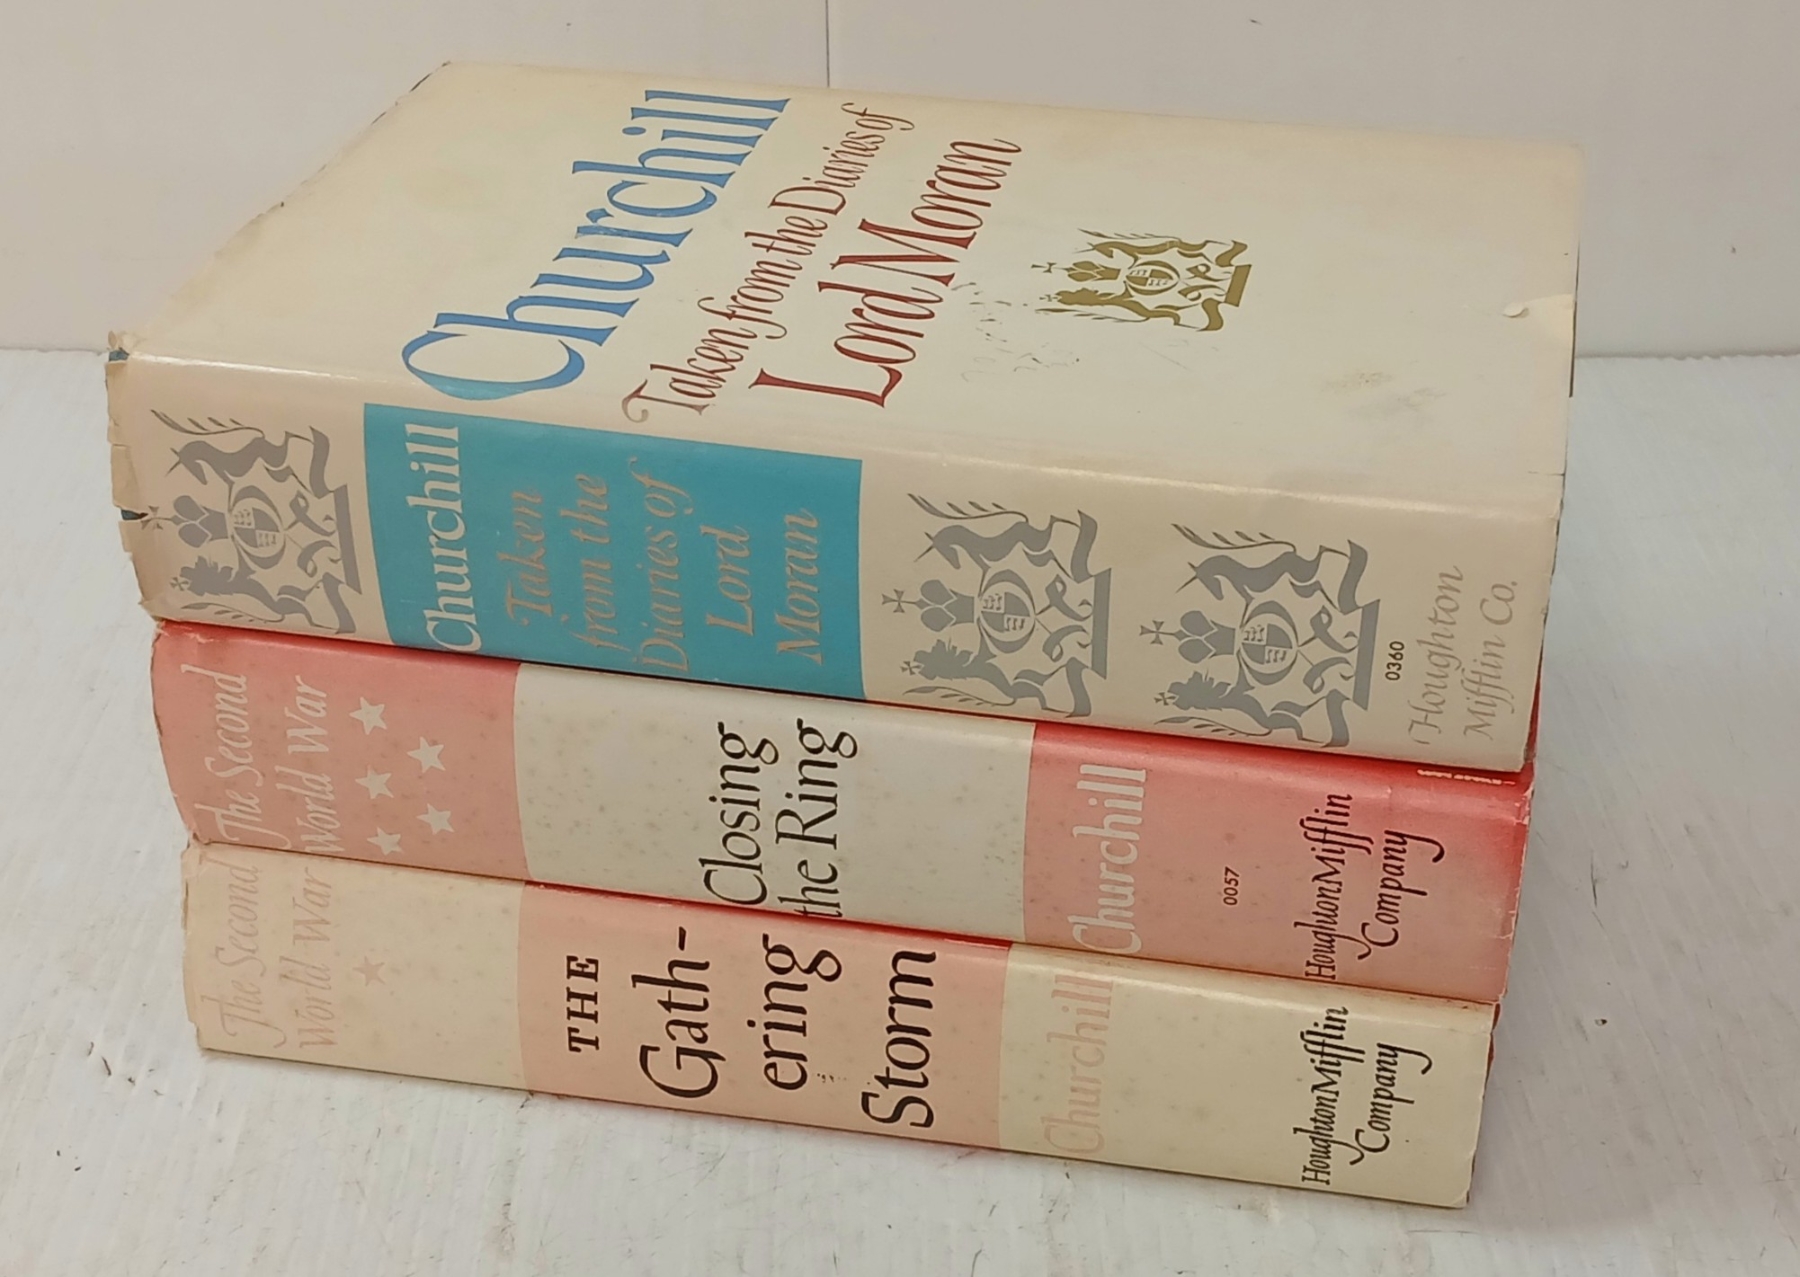 Churchill
Taken from the Diaries of
Lord Moran
Churchill
Taken
from the
Diaries of
Lord
Moran
0360
Houghton
Mifflin Co.
The Second
World War
Closing
the Ring
Churchill
0057
Houghton Mifflin
Company
The Second
World War
THE
Gath-
ering
Storm
Churchill
Houghton Mifflin
Company